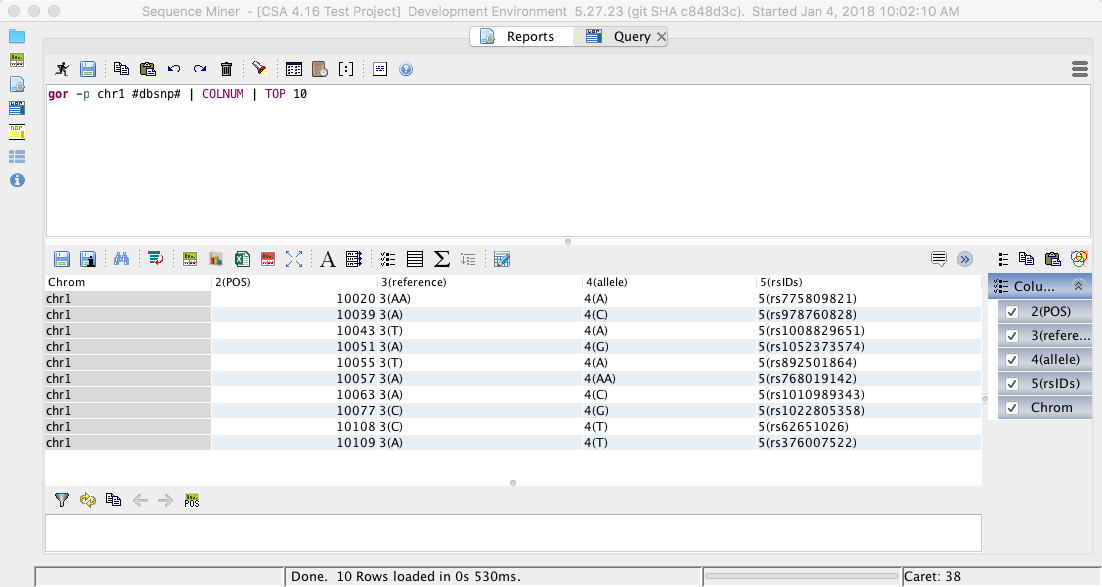 Sequence Miner - [CSA 4.16 Test Project] Development Environment 5.27.23 (git SHA c848d3c). Started Jan 4, 2018 10:02:10 AM
Reports Query
gor -p chr1 #dbsnp# | COLNUM | TOP 10
Chrom 2(POS) 3(reference) 4(allele) 5(rsIDs)
chr1 10020 3(AA) 4(A) 5(rs775809821)
chr1 10039 3(A) 4(C) 5(rs978760828)
chr1 10043 3(T) 4(A) 5(rs1008829651)
chr1 10051 3(A) 4(G) 5(rs1052373574)
chr1 10055 3(T) 4(A) 5(rs892501864)
chr1 10057 3(A) 4(AA) 5(rs768019142)
chr1 10063 3(A) 4(C) 5(rs1010989343)
chr1 10077 3(C) 4(G) 5(rs1022805358)
chr1 10108 3(C) 4(T) 5(rs62651026)
chr1 10109 3(A) 4(T) 5(rs376007522)
Colu...
2(POS)
3(refere...
4(allele)
5(rsIDs)
Chrom
POS
Done. 10 Rows loaded in 0s 530ms.
Caret: 38